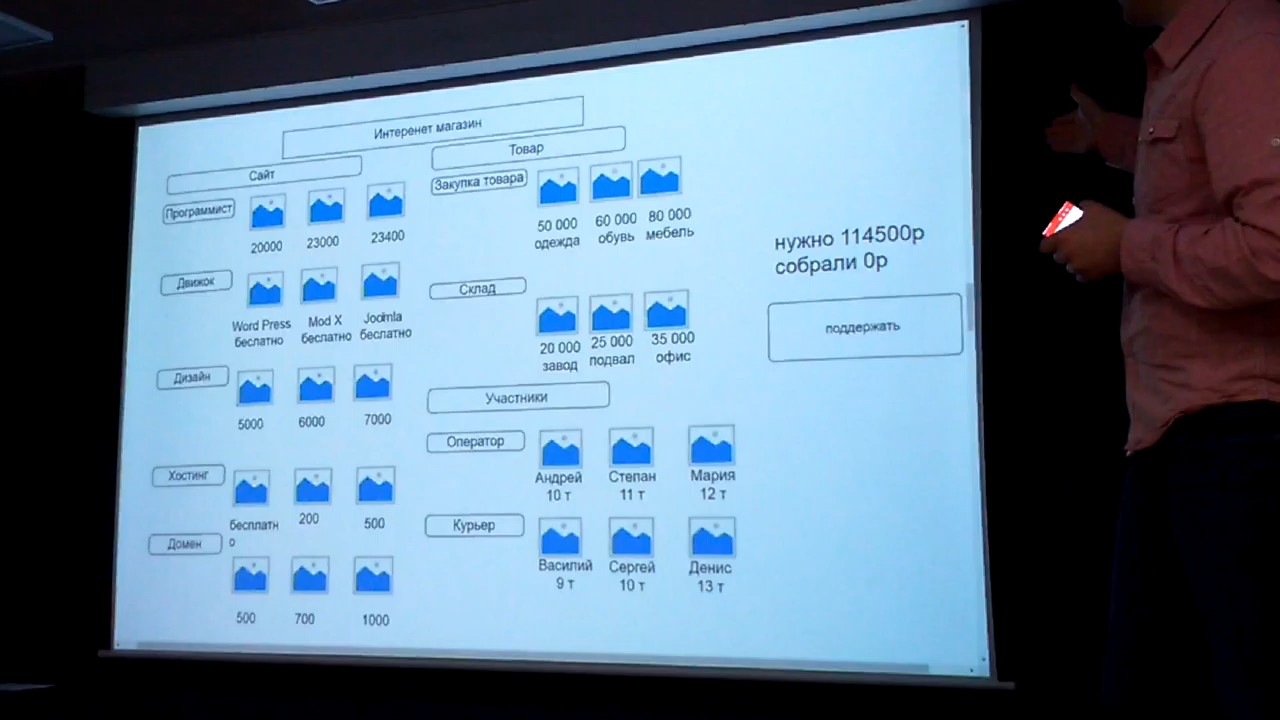 Интеренет магазин
Сайт
Программист
20000
23000
23400
Движок
Word Press
беслатно
Mod X
беслатно
Joomla
беслатно
Дизайн
5000
6000
7000
Хостинг
бесплатн
о
200
500
Домен
500
700
1000
Товар
Закупка товара
50 000
одежда
60 000
обувь
80 000
мебель
Склад
20 000
завод
25 000
подвал
35 000
офис
Участники
Оператор
Андрей
10 т
Степан
11 т
Мария
12 т
Курьер
Василий
9 т
Сергей
10 т
Денис
13 т
нужно 114500р
собрали 0р
поддержать